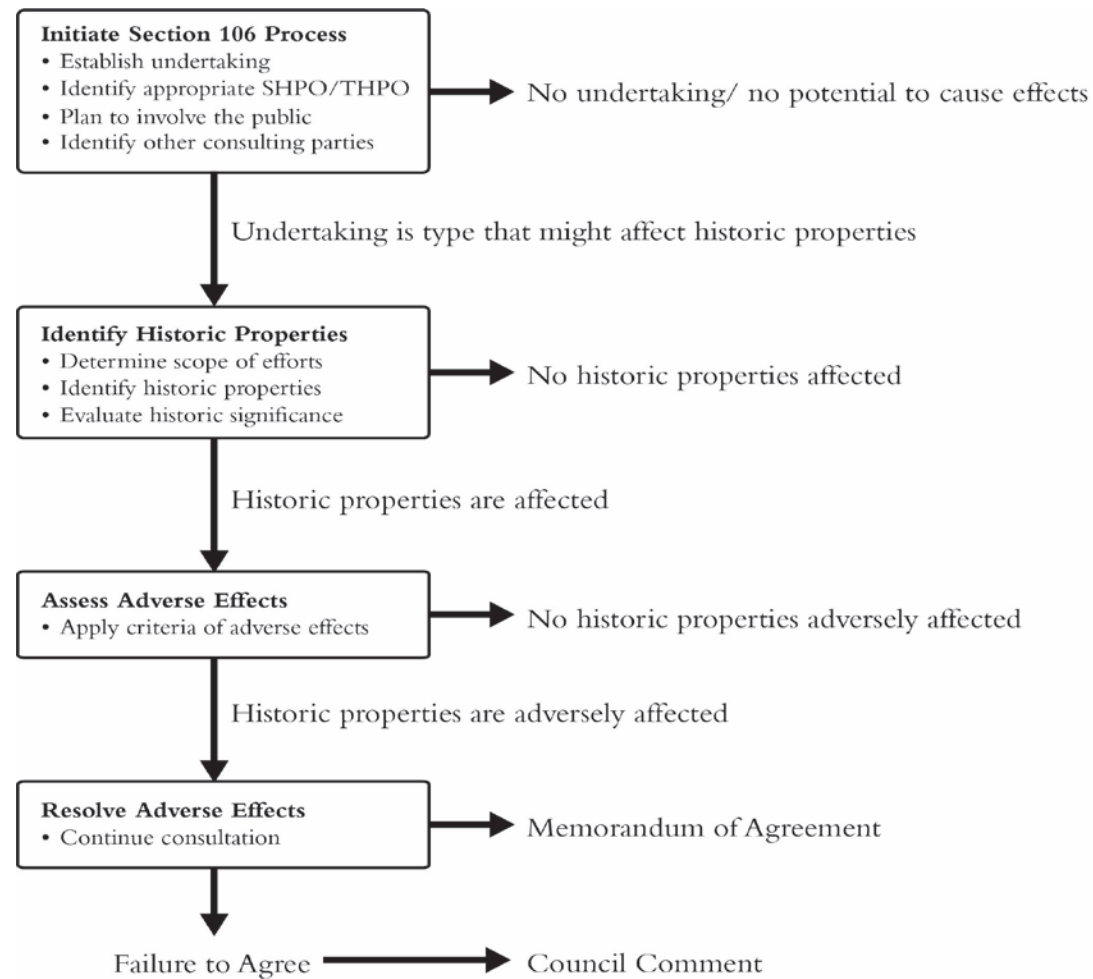 Initiate Section 106 Process
• Establish undertaking
• Identify appropriate SHPO/THPO
• Plan to involve the public
• Identify other consulting parties
No undertaking/ no potential to cause effects
Undertaking is type that might affect historic properties
Identify Historic Properties
• Determine scope of efforts
• Identify historic properties
• Evaluate historic significance
No historic properties affected
Historic properties are affected
Assess Adverse Effects
• Apply criteria of adverse effects
No historic properties adversely affected
Historic properties are adversely affected
Resolve Adverse Effects
• Continue consultation
Memorandum of Agreement
Failure to Agree
Council Comment